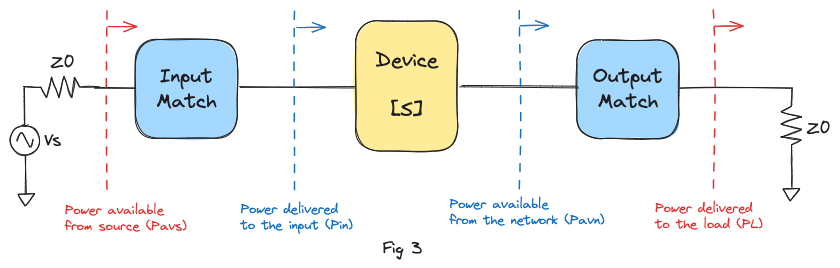 Z0
Input
Match
Device
[S]
Output
Match
Vs
Z0
Power available
from source (Pavs)
Power delivered
to the input (Pin)
Power available
from the network (Pavn)
Power delivered
to the load (PL)
Fig 3